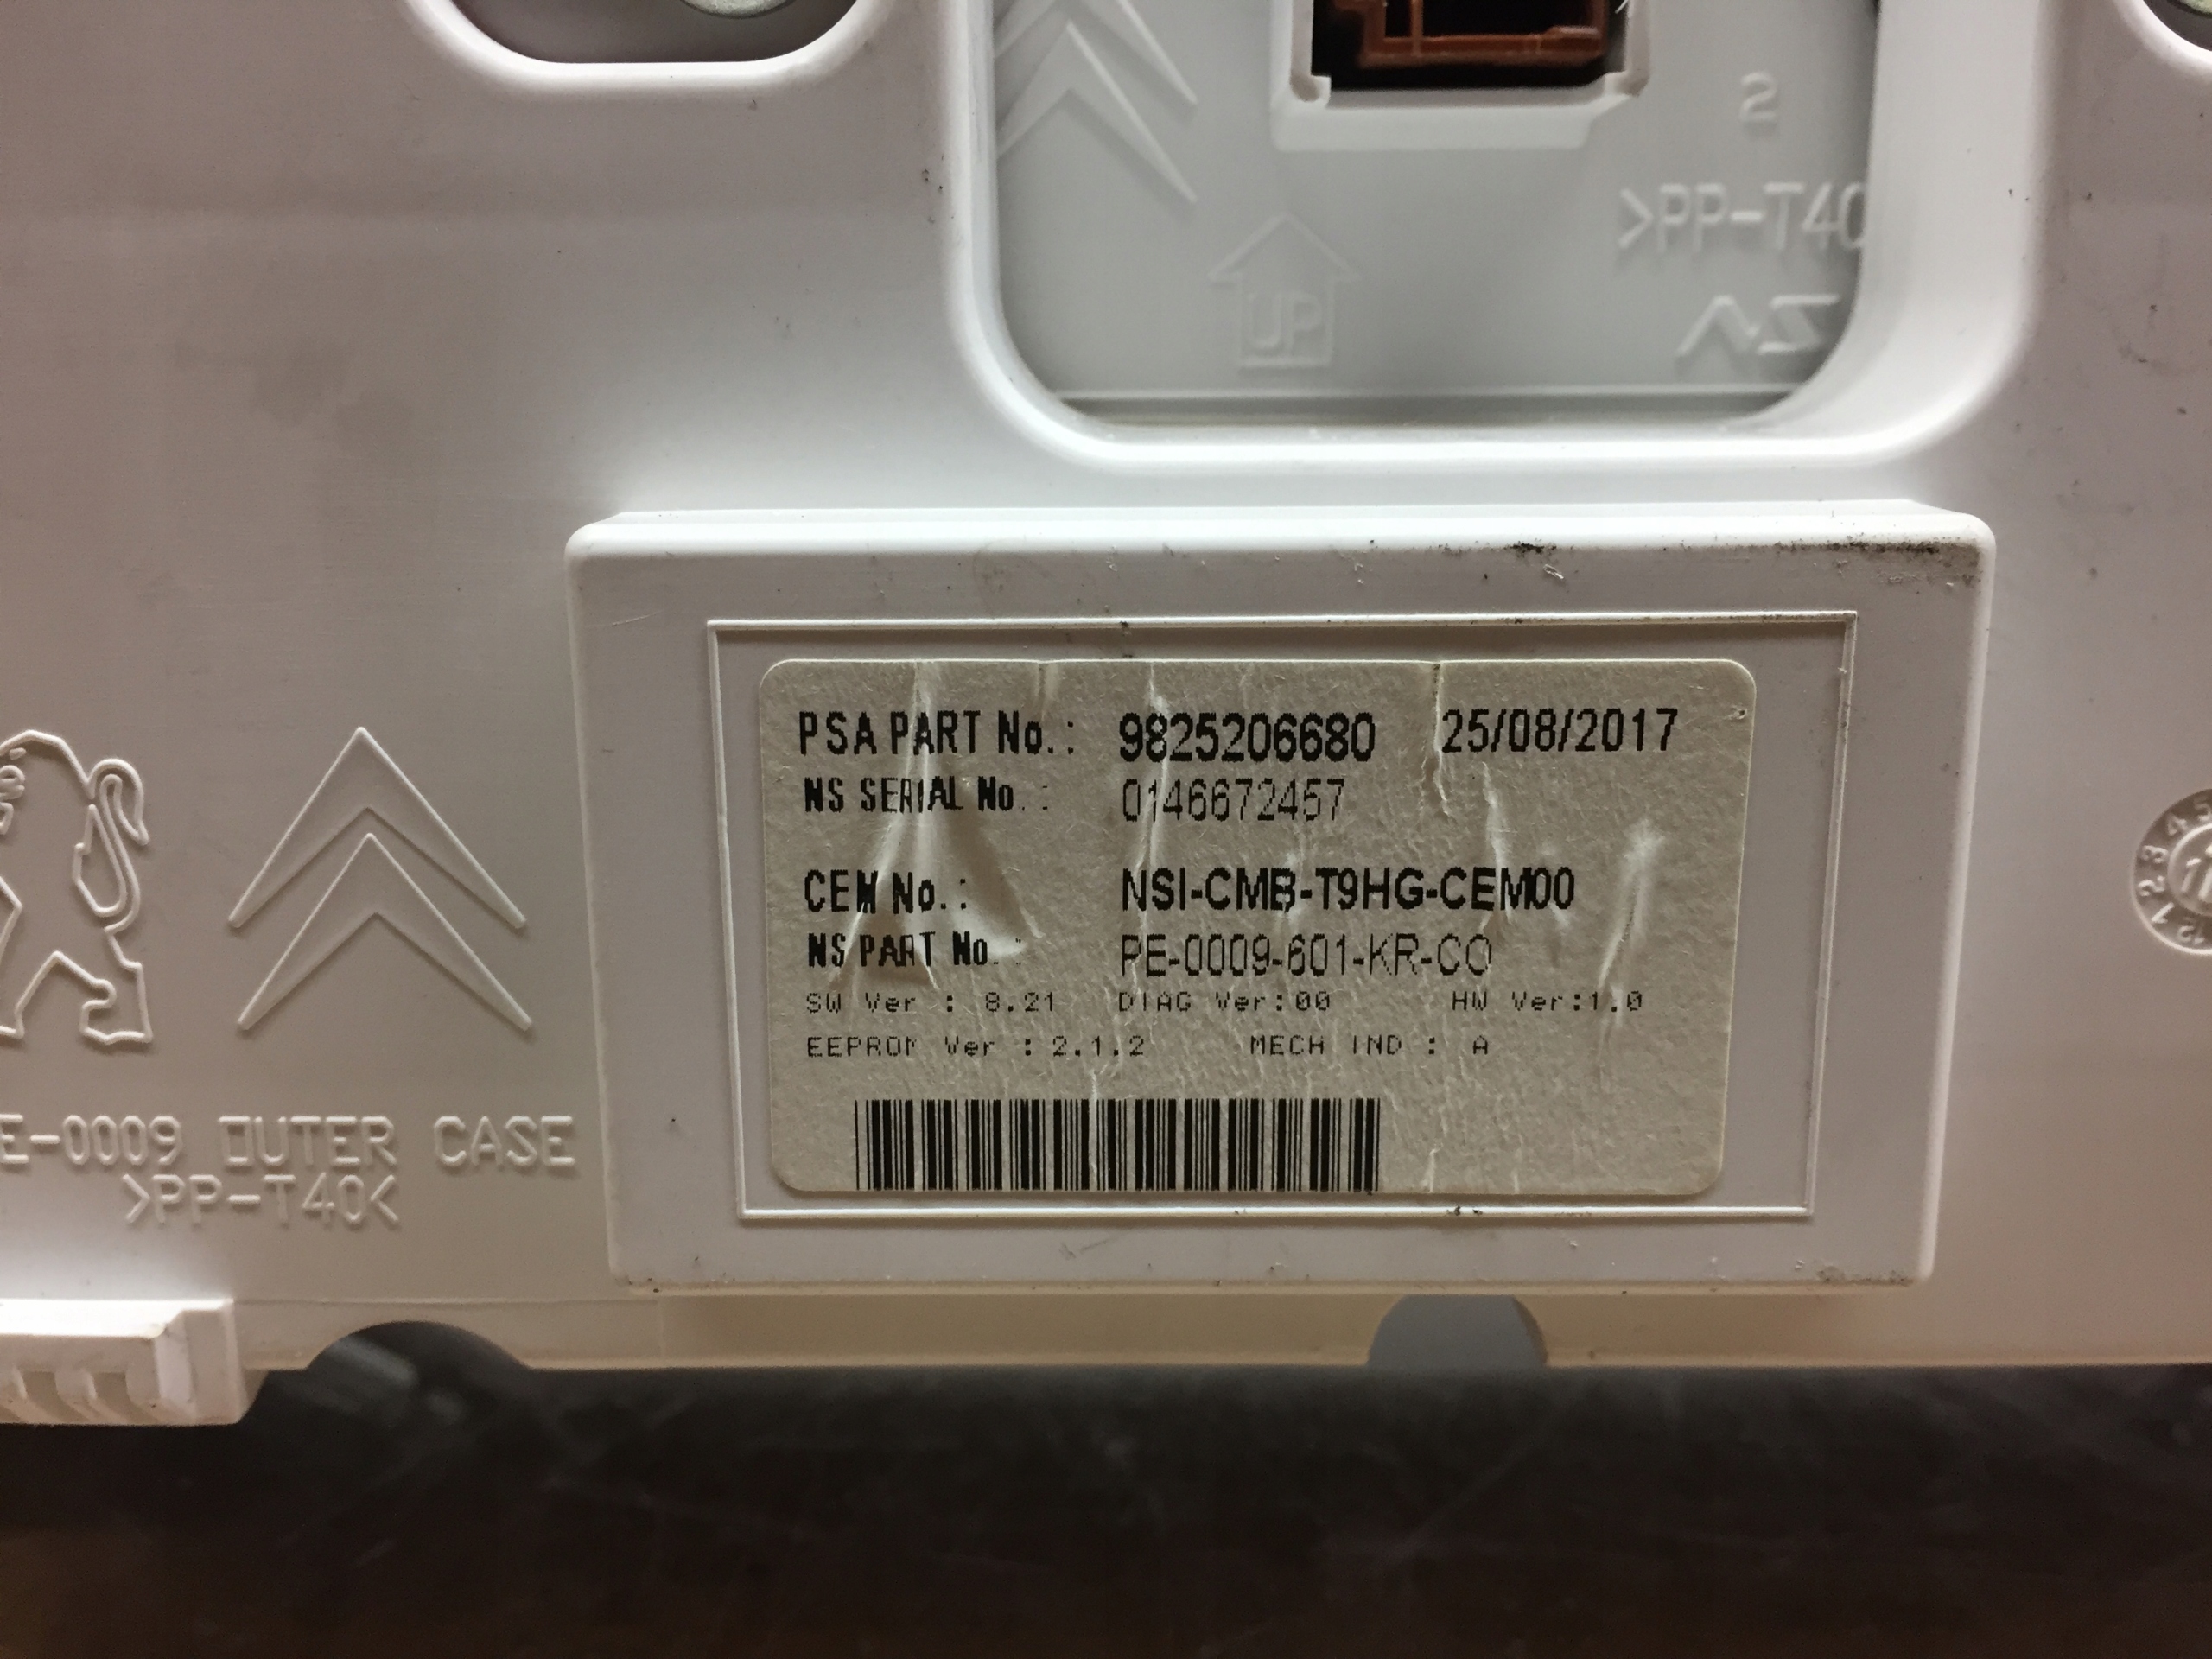 2
>PP-T40
UP
NS
PSA PART No.: 9825206680 25/08/2017
NS SERIAL No.: 0146672457
CEM No.: NSI-CMB-T9HG-CEM00
NS PART No.: PE-0009-601-KR-CO
SW Ver : 8.21 DIAG Ver:00 HW Ver:1.0
EEPROM Ver : 2.1.2 MECH IND : A
E-0009 OUTER CASE
>PP-T40<